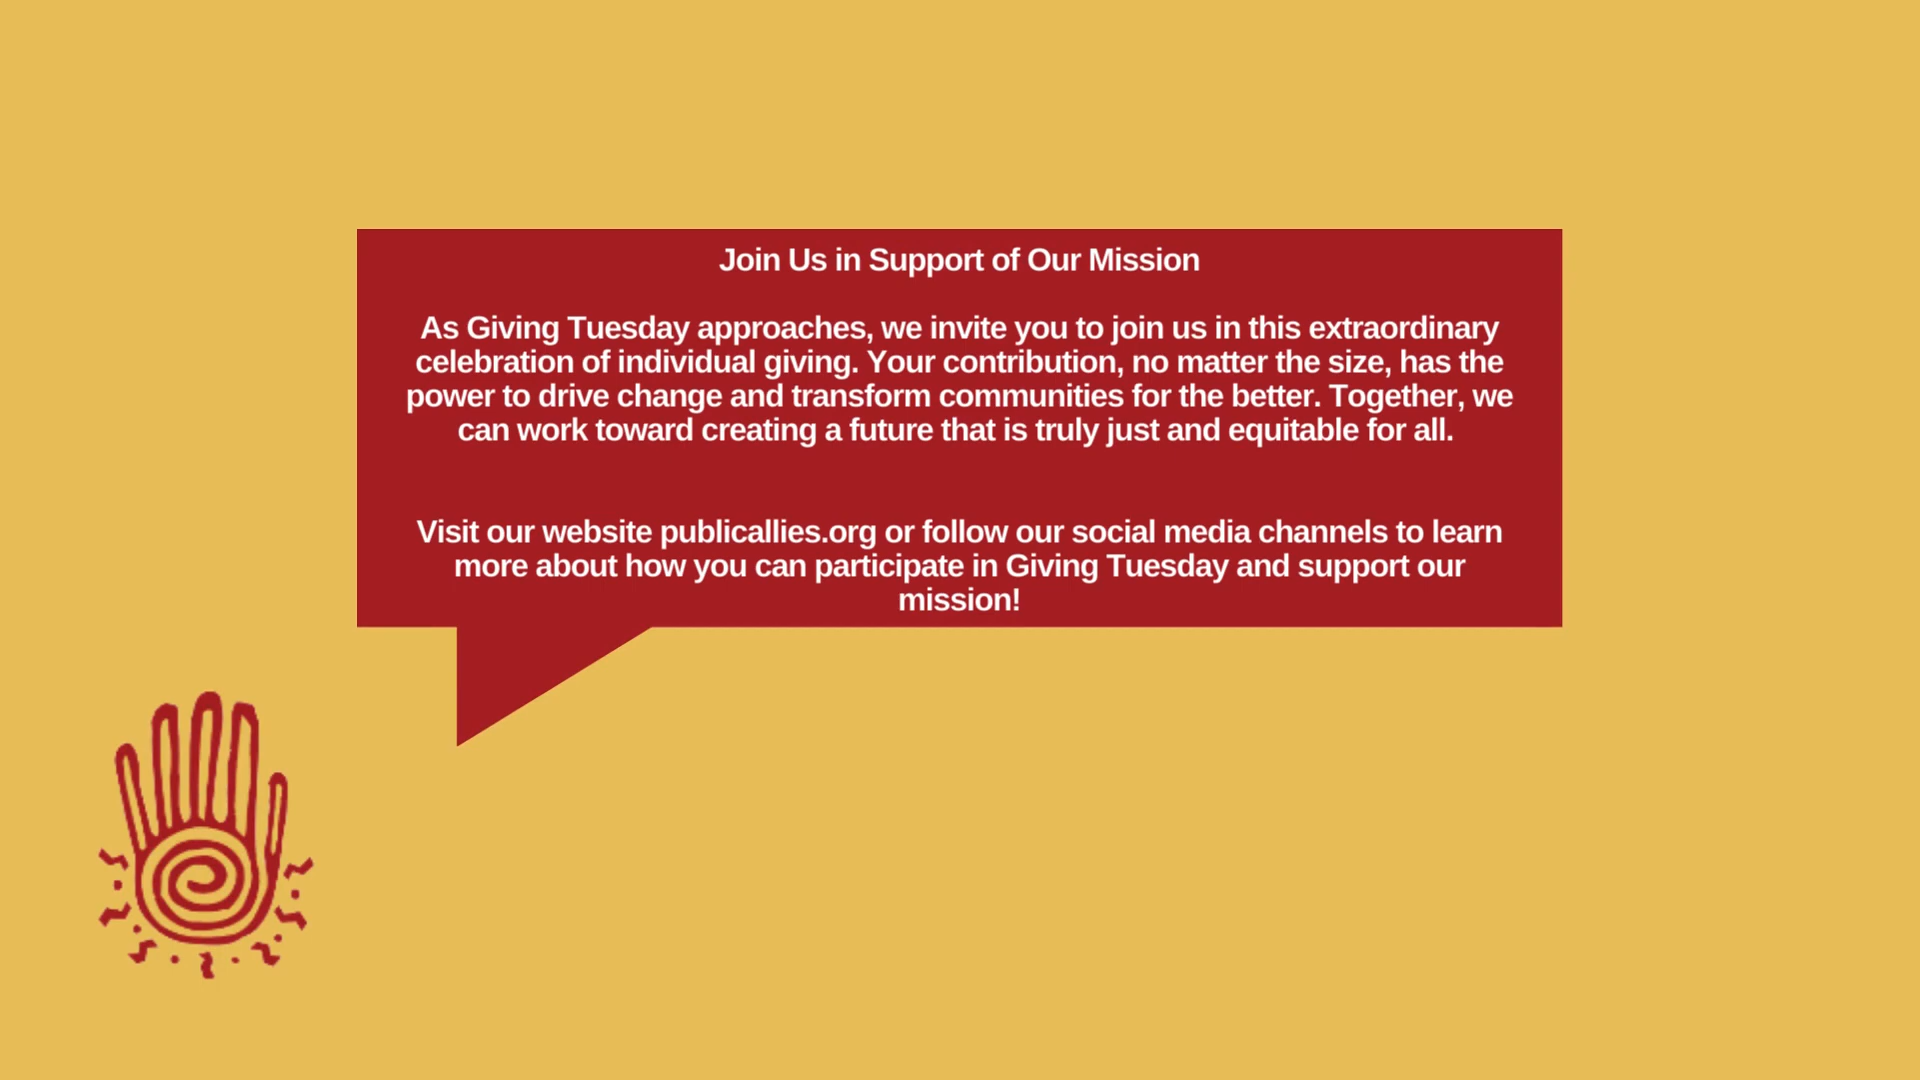 Join Us in Support of Our Mission
As Giving Tuesday approaches, we invite you to join us in this extraordinary
celebration of individual giving. Your contribution, no matter the size, has the
power to drive change and transform communities for the better. Together, we
can work toward creating a future that is truly just and equitable for all.
Visit our website publicallies.org or follow our social media channels to learn
more about how you can participate in Giving Tuesday and support our
mission!